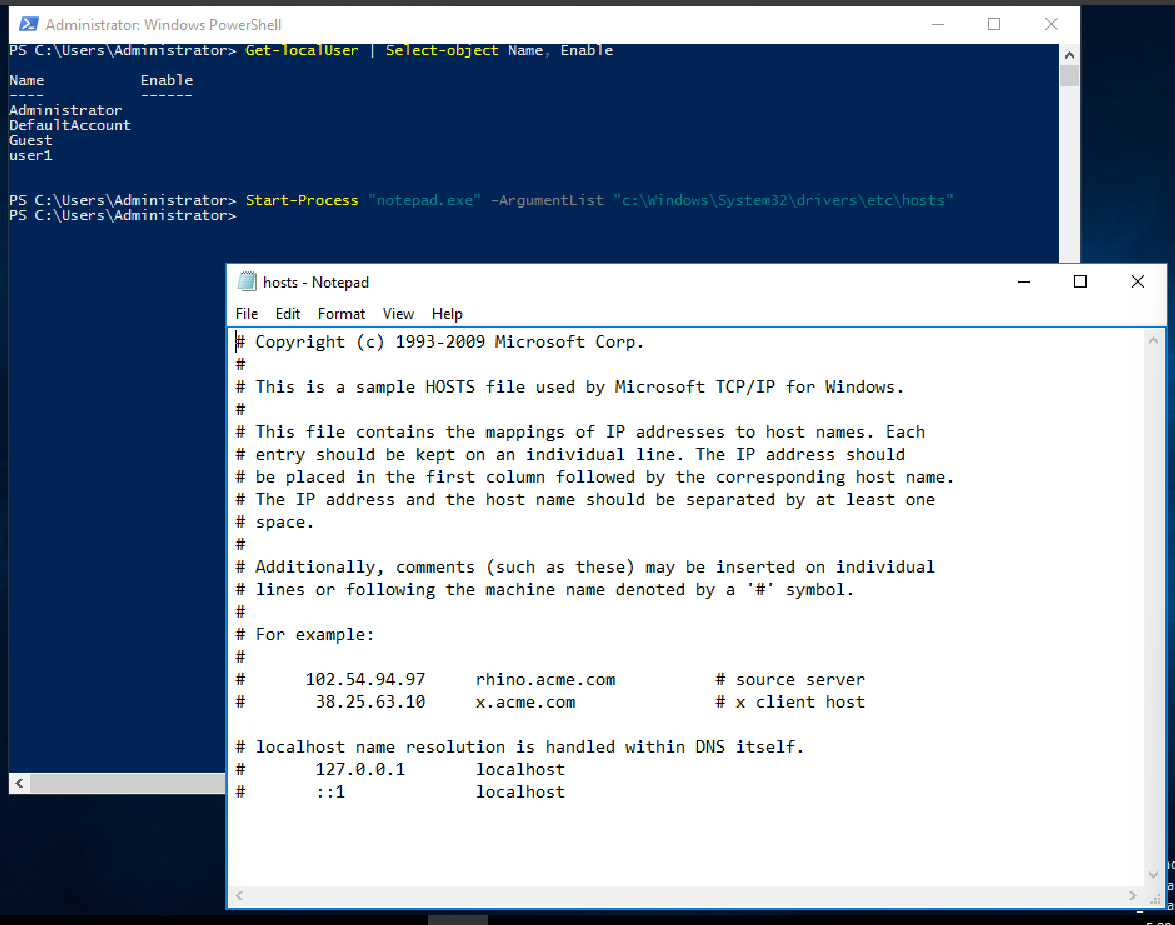 Administrator: Windows PowerShell
PS C:\Users\Administrator> Get-localUser | Select-object Name, Enable
Name Enable
---- ------
Administrator
DefaultAccount
Guest
user1
PS C:\Users\Administrator> Start-Process "notepad.exe" -ArgumentList "c:\Windows\System32\drivers\etc\hosts"
PS C:\Users\Administrator>
hosts - Notepad
File Edit Format View Help
# Copyright (c) 1993-2009 Microsoft Corp.
#
# This is a sample HOSTS file used by Microsoft TCP/IP for Windows.
#
# This file contains the mappings of IP addresses to host names. Each
# entry should be kept on an individual line. The IP address should
# be placed in the first column followed by the corresponding host name.
# The IP address and the host name should be separated by at least one
# space.
#
# Additionally, comments (such as these) may be inserted on individual
# lines or following the machine name denoted by a '#' symbol.
#
# For example:
#
# 102.54.94.97 rhino.acme.com # source server
# 38.25.63.10 x.acme.com # x client host
# localhost name resolution is handled within DNS itself.
# 127.0.0.1 localhost
# ::1 localhost